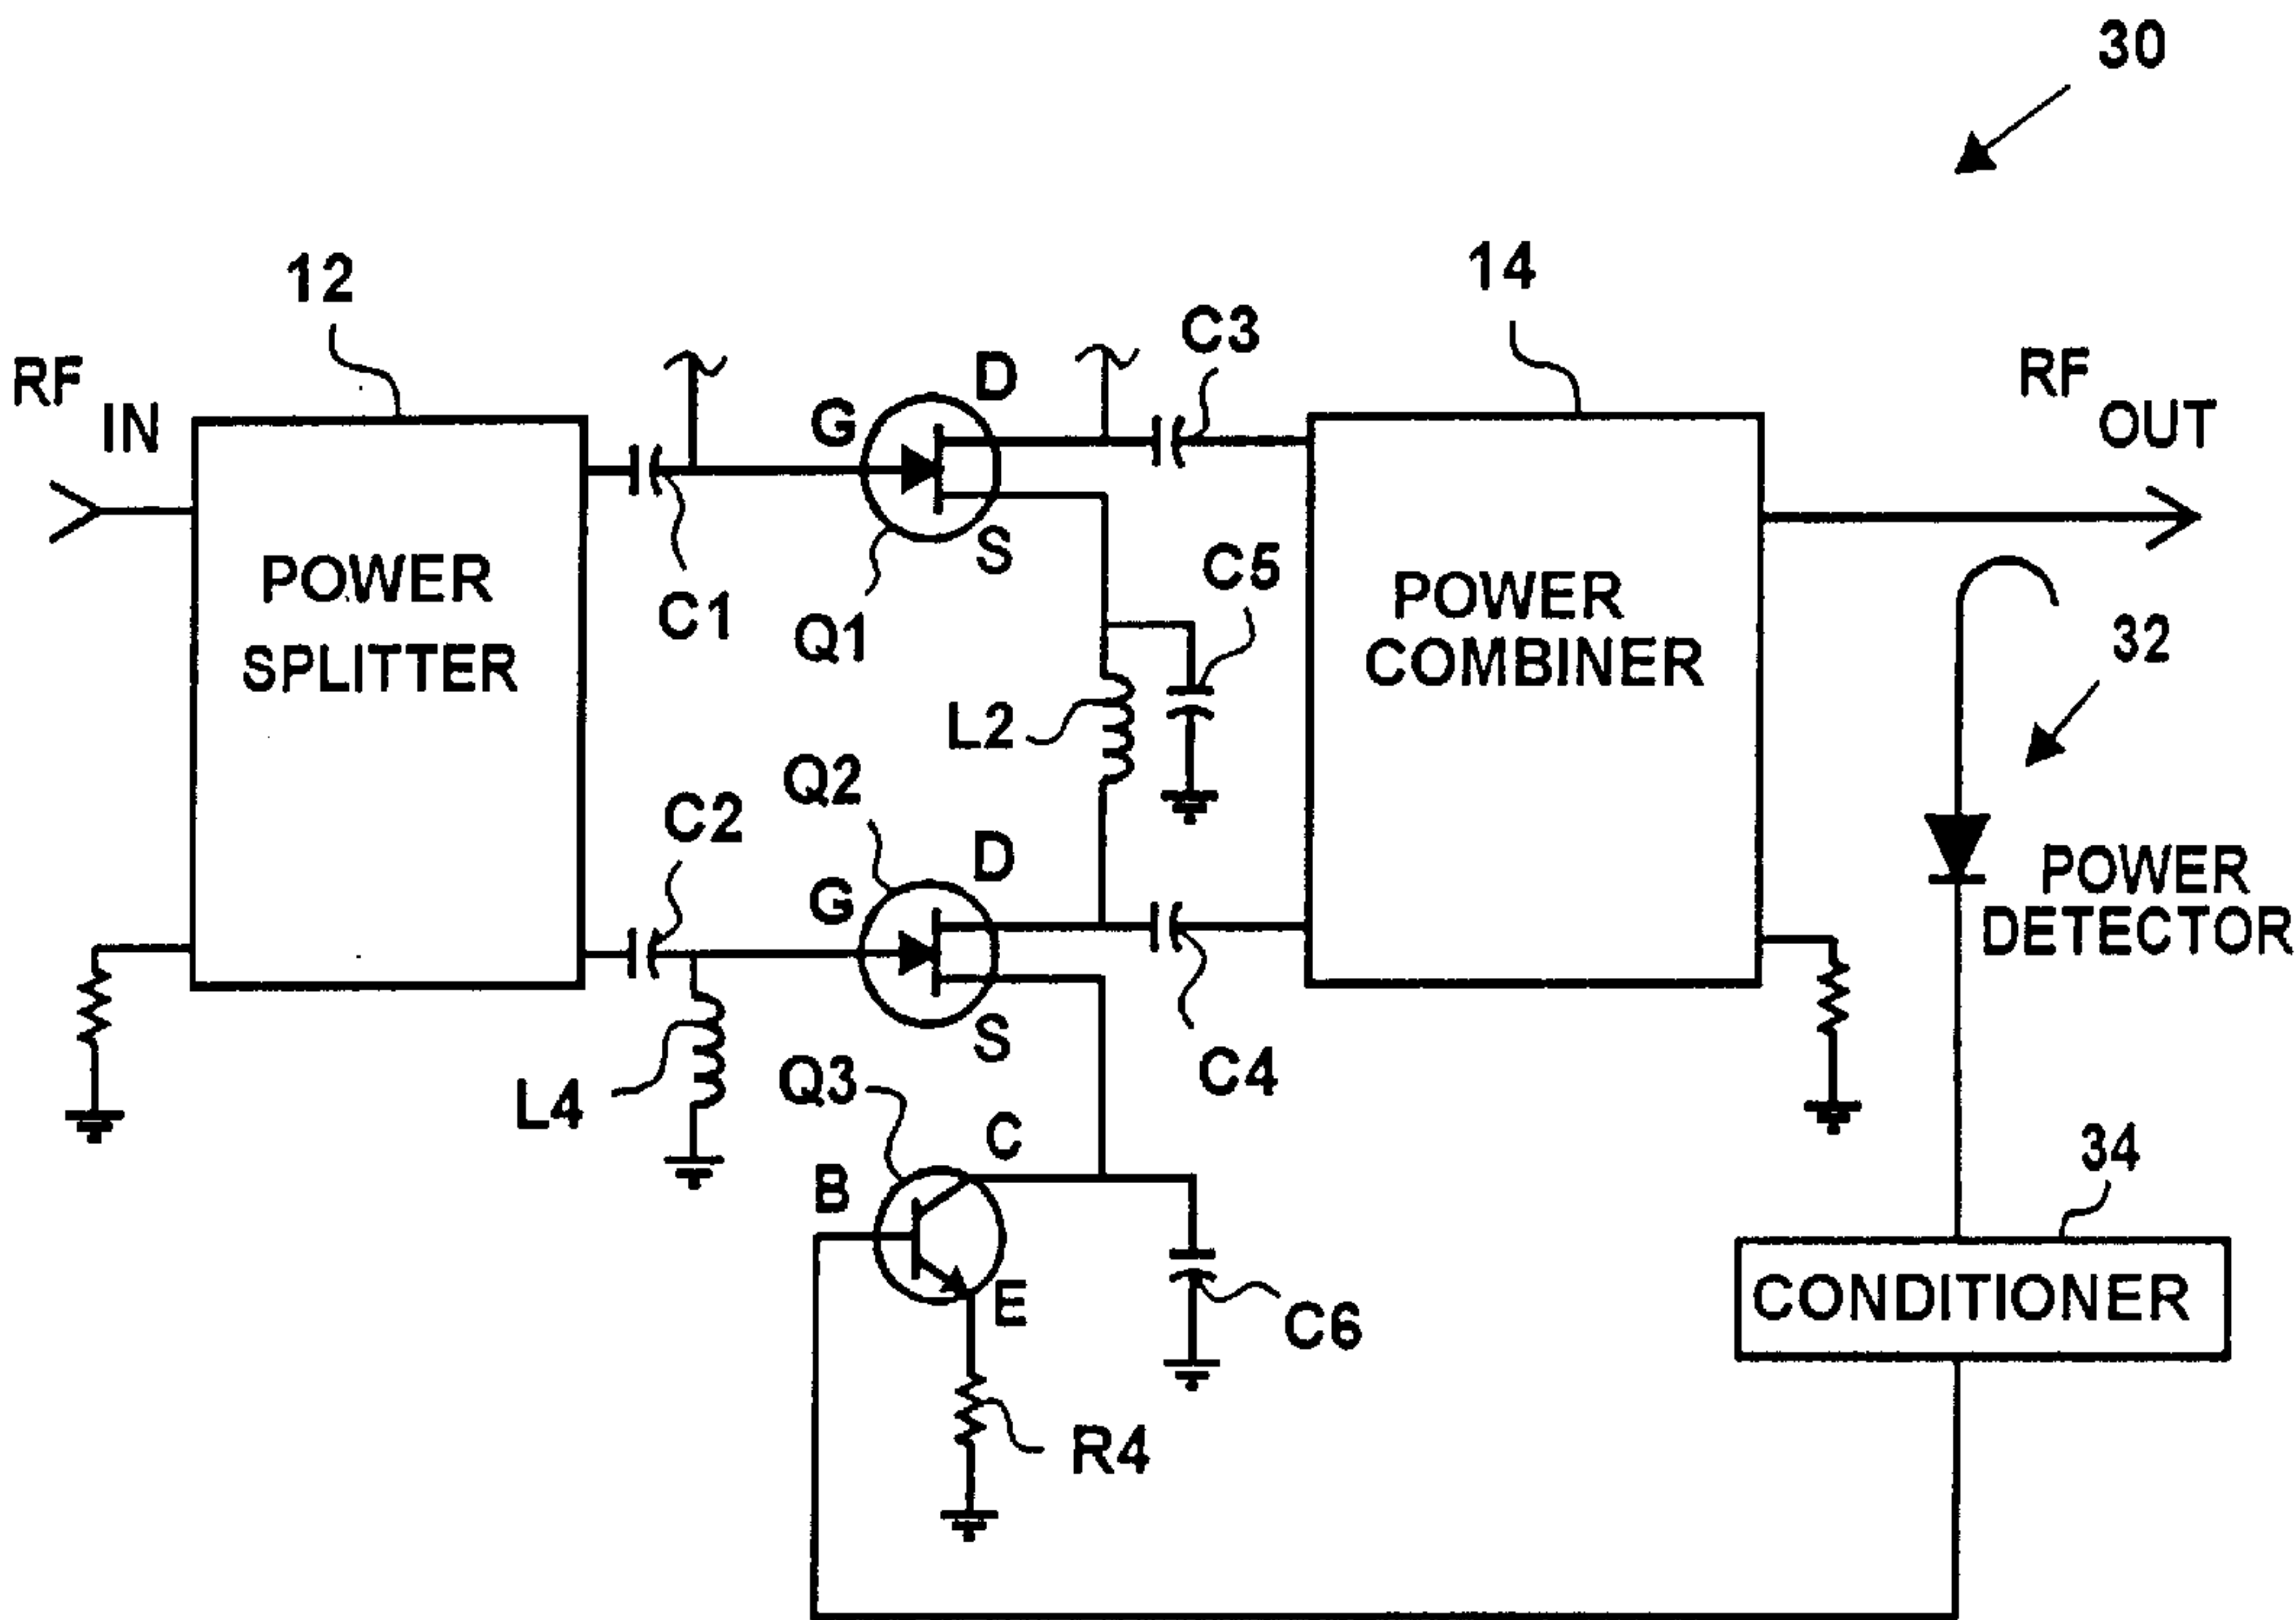 30
12
14
RF IN
C3
RF OUT
D
G
S
C1
Q1
C5
POWER
SPLITTER
POWER
COMBINER
32
L2
Q2
C2
D
G
S
POWER
DETECTOR
L4
Q3
C4
C
B
E
34
C6
CONDITIONER
R4